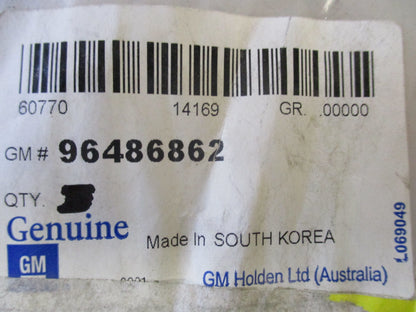 60770 14169 GR. .00000
GM # 96486862
QTY.
Genuine
GM
Made In SOUTH KOREA
GM Holden Ltd (Australia)
L069049